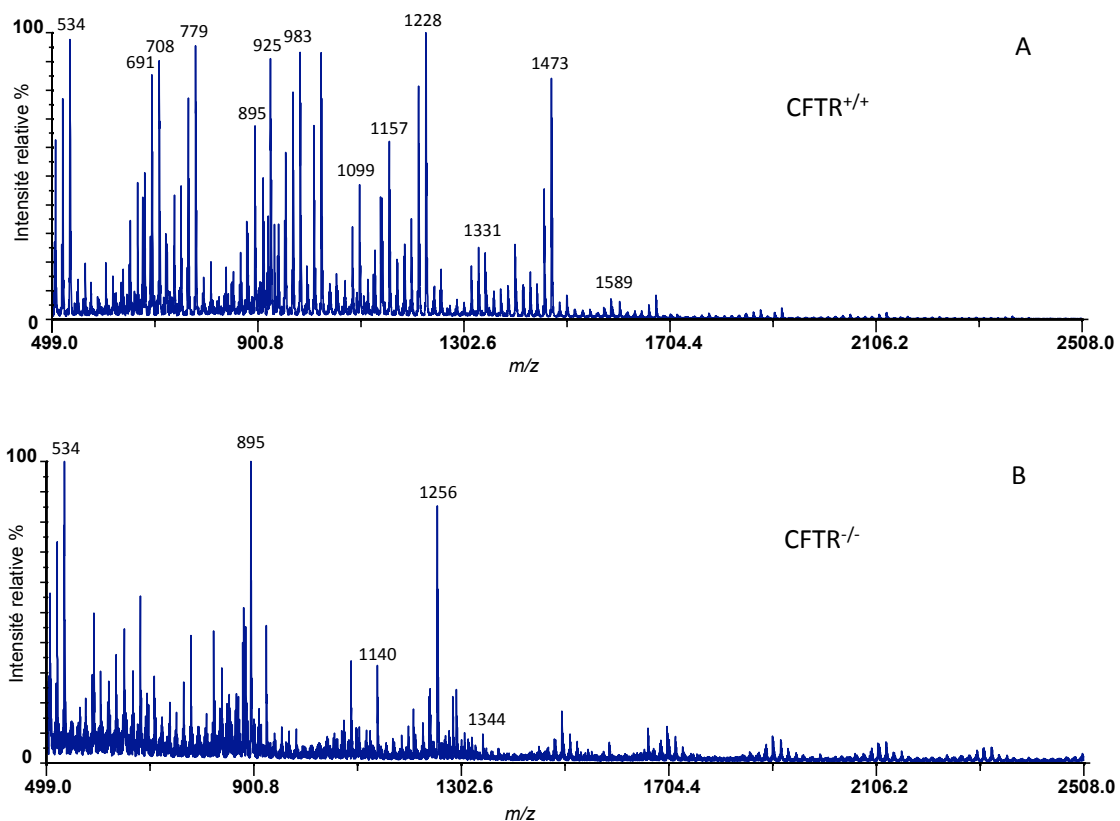 A
CFTR+/+
Intensité relative %
100
0
534
691
708
779
895
925
983
1099
1157
1228
1331
1473
1589
499.0 900.8 1302.6 1704.4 2106.2 2508.0
m/z
B
CFTR-/-
Intensité relative %
100
0
534
895
1140
1256
1344
499.0 900.8 1302.6 1704.4 2106.2 2508.0
m/z